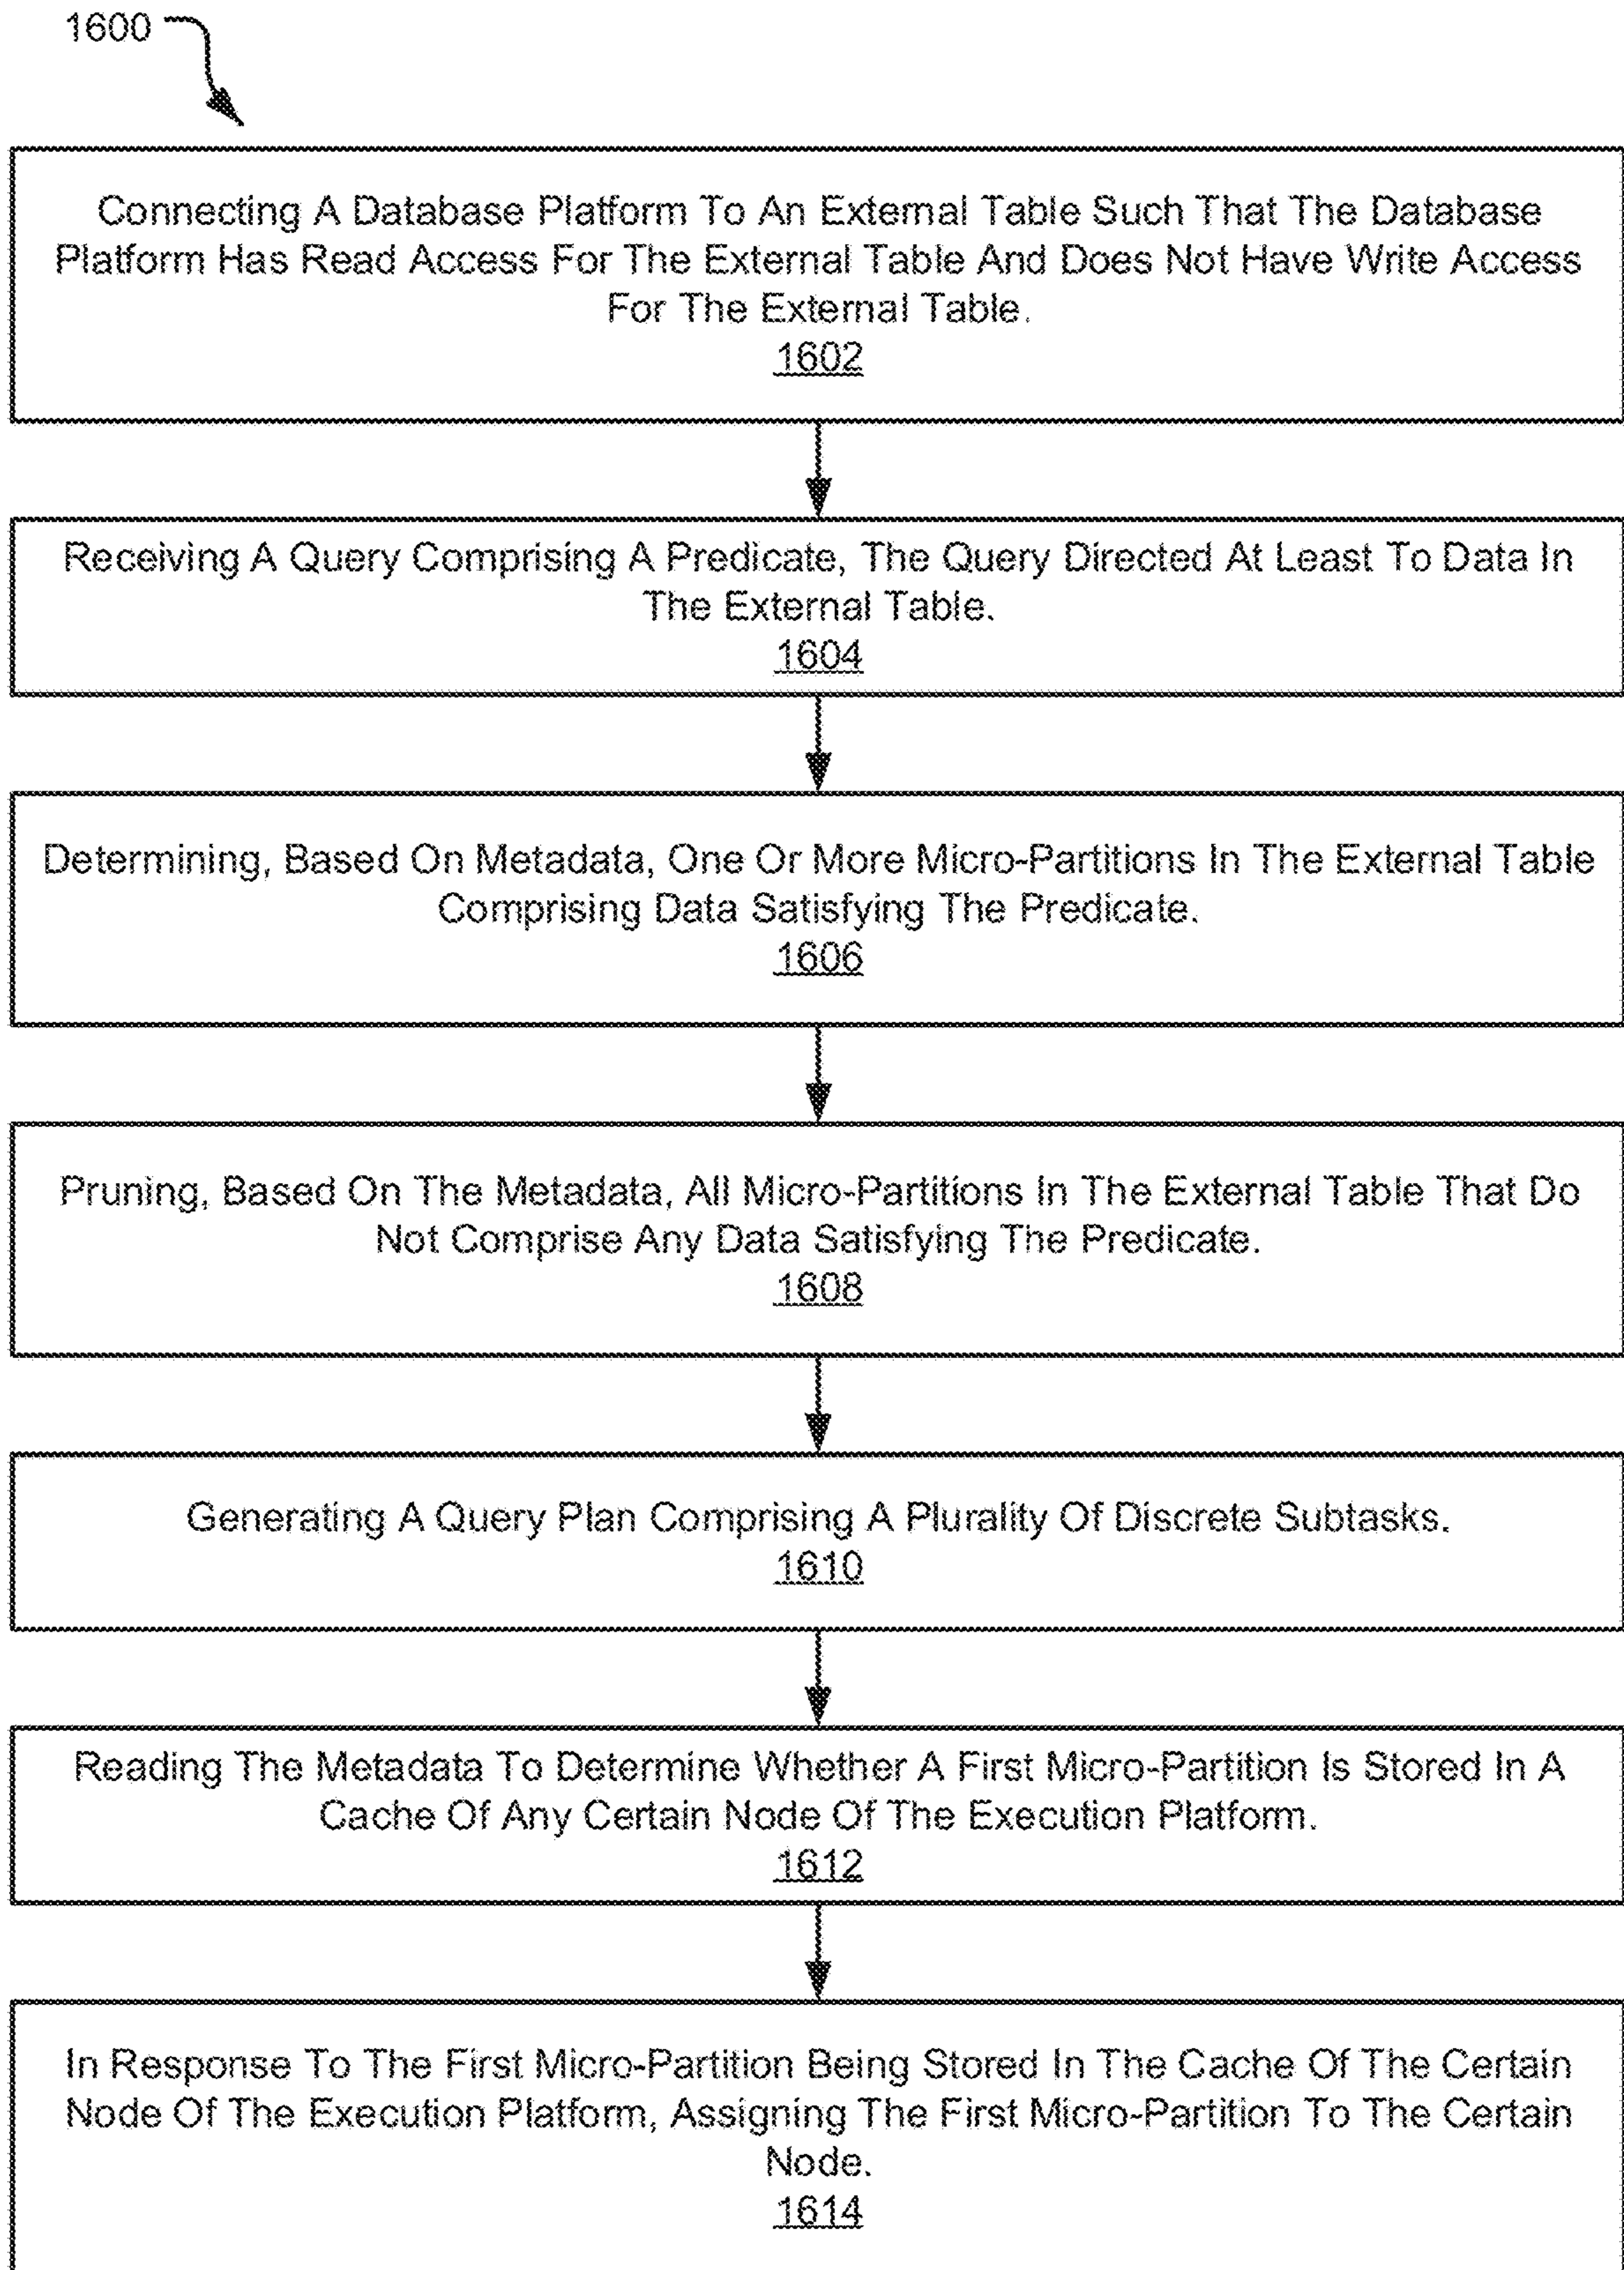 1600
Connecting A Database Platform To An External Table Such That The Database
Platform Has Read Access For The External Table And Does Not Have Write Access
For The External Table.
1602
Receiving A Query Comprising A Predicate, The Query Directed At Least To Data In
The External Table.
1604
Determining, Based On Metadata, One Or More Micro-Partitions In The External Table
Comprising Data Satisfying The Predicate.
1606
Pruning, Based On The Metadata, All Micro-Partitions In The External Table That Do
Not Comprise Any Data Satisfying The Predicate.
1608
Generating A Query Plan Comprising A Plurality Of Discrete Subtasks.
1610
Reading The Metadata To Determine Whether A First Micro-Partition Is Stored In A
Cache Of Any Certain Node Of The Execution Platform.
1612
In Response To The First Micro-Partition Being Stored In The Cache Of The Certain
Node Of The Execution Platform, Assigning The First Micro-Partition To The Certain
Node.
1614